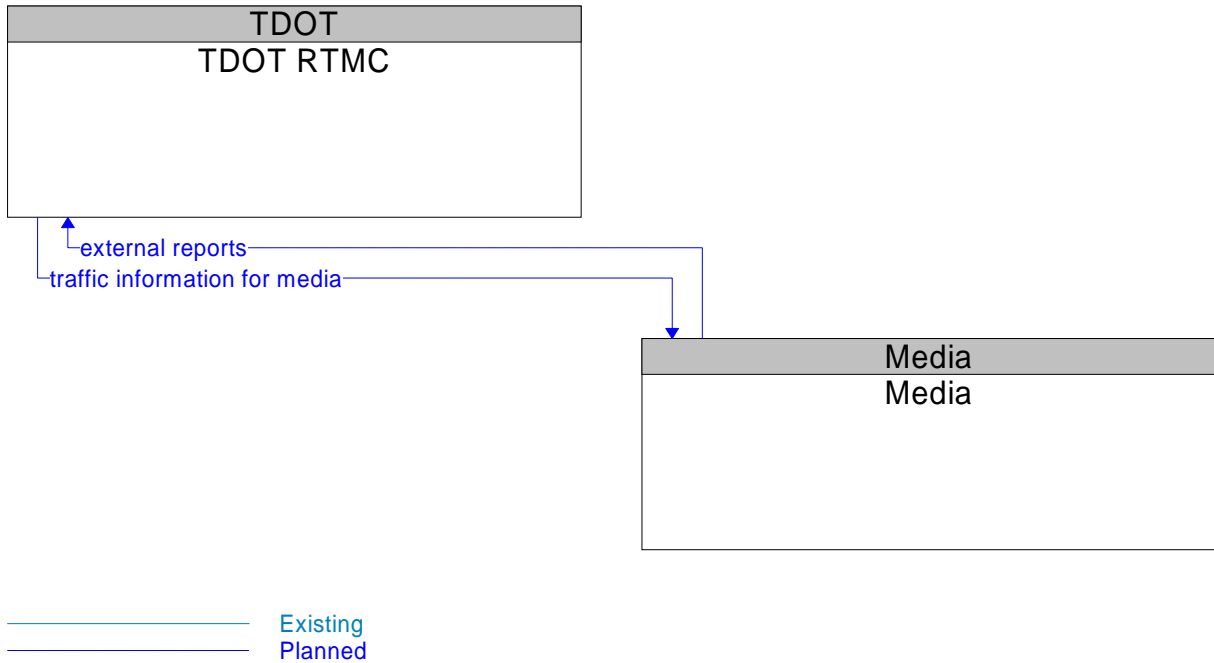 TDOT
TDOT RTMC
external reports
traffic information for media
Media
Media
Existing
Planned